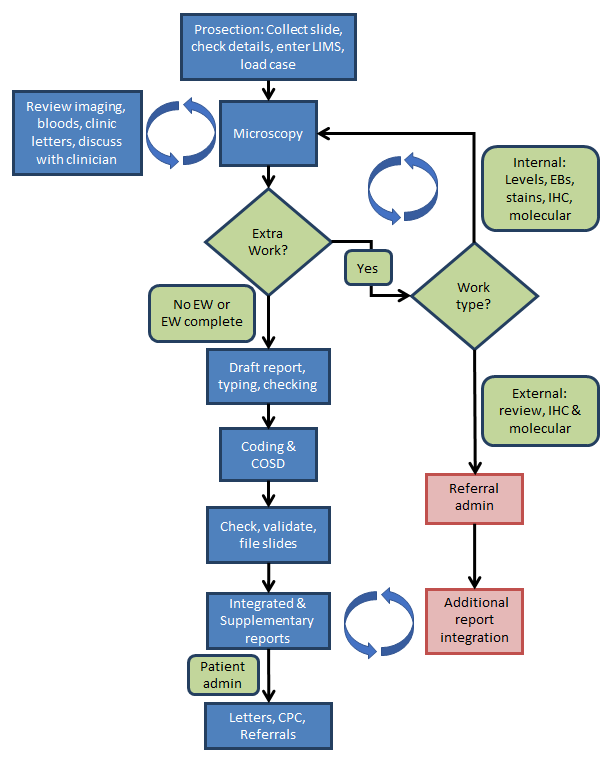 Prosection: Collect slide,
check details, enter LIMS,
load case
Review imaging,
bloods, clinic
letters, discuss
with clinician
Microscopy
Internal:
Levels, EBs,
stains, IHC,
molecular
Extra
Work?
Yes
Work
type?
No EW or
EW complete
Draft report,
typing, checking
External:
review, IHC &
molecular
Coding &
COSD
Referral
admin
Check, validate,
file slides
Integrated &
Supplementary
reports
Additional
report
integration
Patient
admin
Letters, CPC,
Referrals